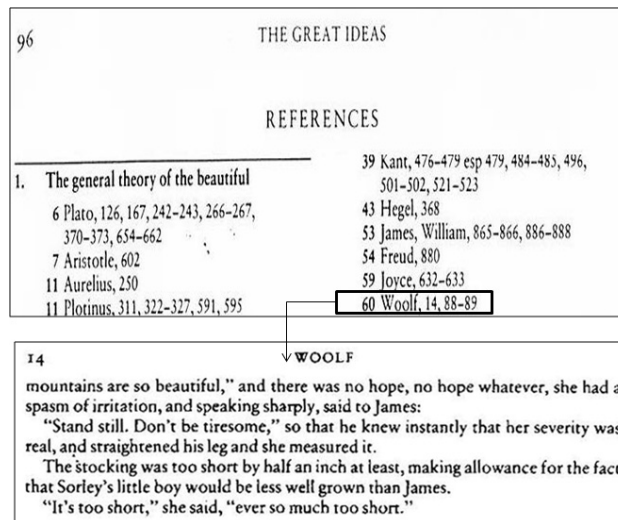 96
THE GREAT IDEAS
REFERENCES
1. The general theory of the beautiful
6 Plato, 126, 167, 242–243, 266–267,
370–373, 654–662
7 Aristotle, 602
11 Aurelius, 250
11 Plotinus, 311, 322–327, 591, 595
39 Kant, 476–479 esp 479, 484–485, 496,
501–502, 521–523
43 Hegel, 368
53 James, William, 865–866, 886–888
54 Freud, 880
59 Joyce, 632–633
60 Woolf, 14, 88–89
14
WOOLF
mountains are so beautiful," and there was no hope, no hope whatever, she had a
spasm of irritation, and speaking sharply, said to James:
"Stand still. Don't be tiresome," so that he knew instantly that her severity was
real, and straightened his leg and she measured it.
The stocking was too short by half an inch at least, making allowance for the fact
that Sorley's little boy would be less well grown than James.
"It's too short," she said, "ever so much too short."